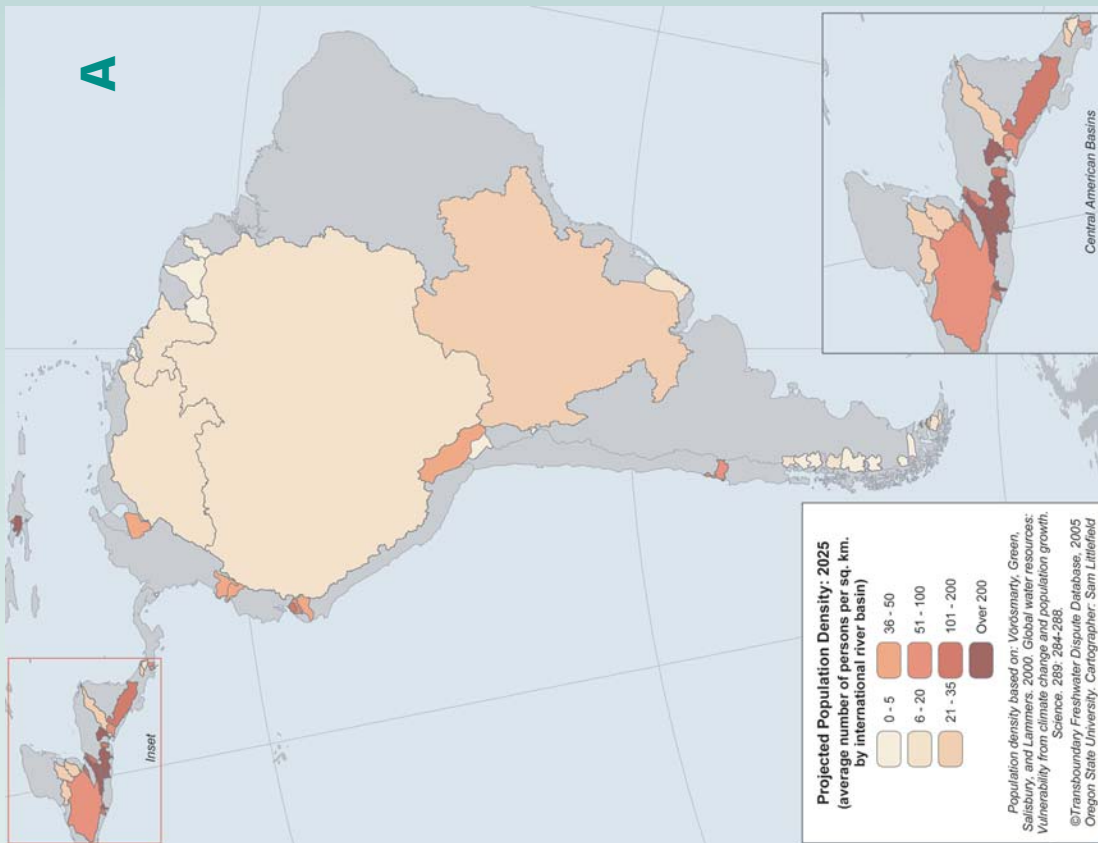 A
Inset
Central American Basins
Projected Population Density: 2025
(average number of persons per sq. km.
by international river basin)
0 - 5
6 - 20
21 - 35
36 - 50
51 - 100
101 - 200
Over 200
Population density based on: Vörösmarty, Green,
Salisbury, and Lammers. 2000. Global water resources:
Vulnerability from climate change and population growth.
Science. 289: 284-288.
©Transboundary Freshwater Dispute Database, 2005
Oregon State University. Cartographer: Sam Littlefield